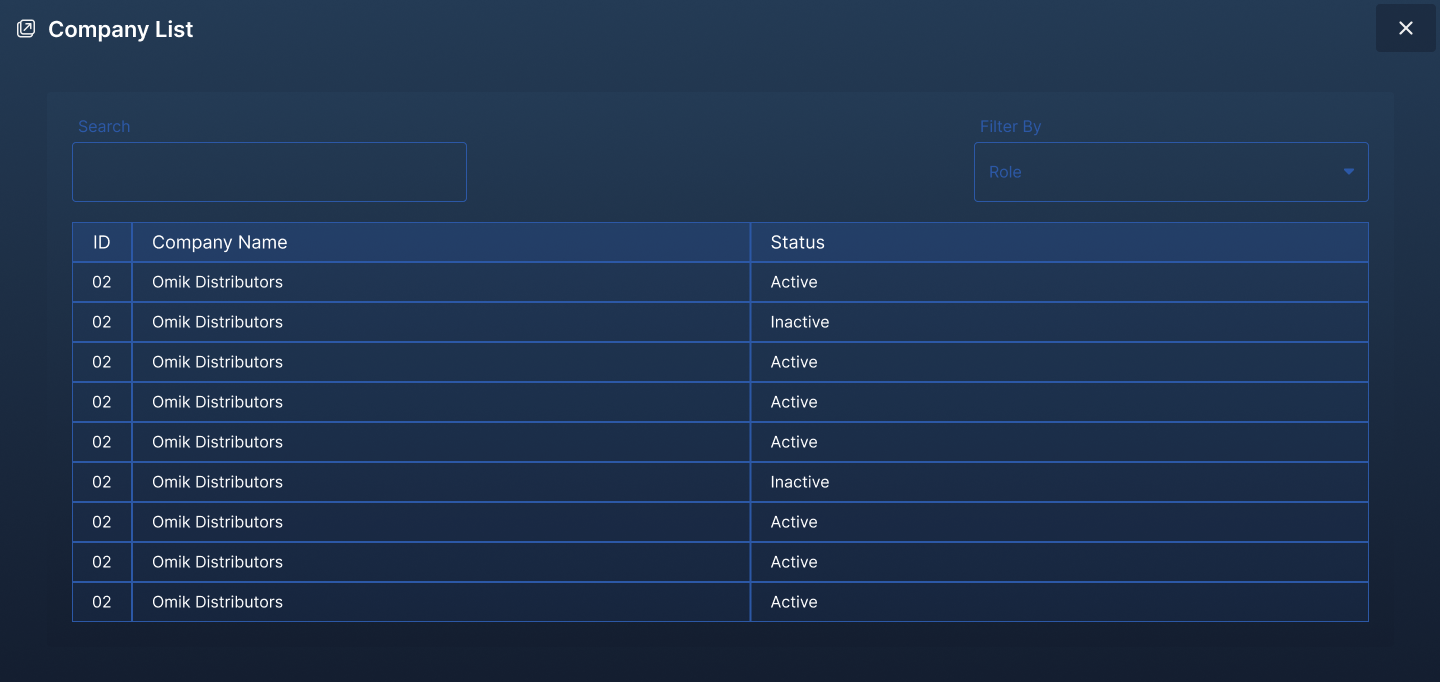 Company List
Search
Filter By
Role
ID Company Name Status
02 Omik Distributors Active
02 Omik Distributors Inactive
02 Omik Distributors Active
02 Omik Distributors Active
02 Omik Distributors Active
02 Omik Distributors Inactive
02 Omik Distributors Active
02 Omik Distributors Active
02 Omik Distributors Active